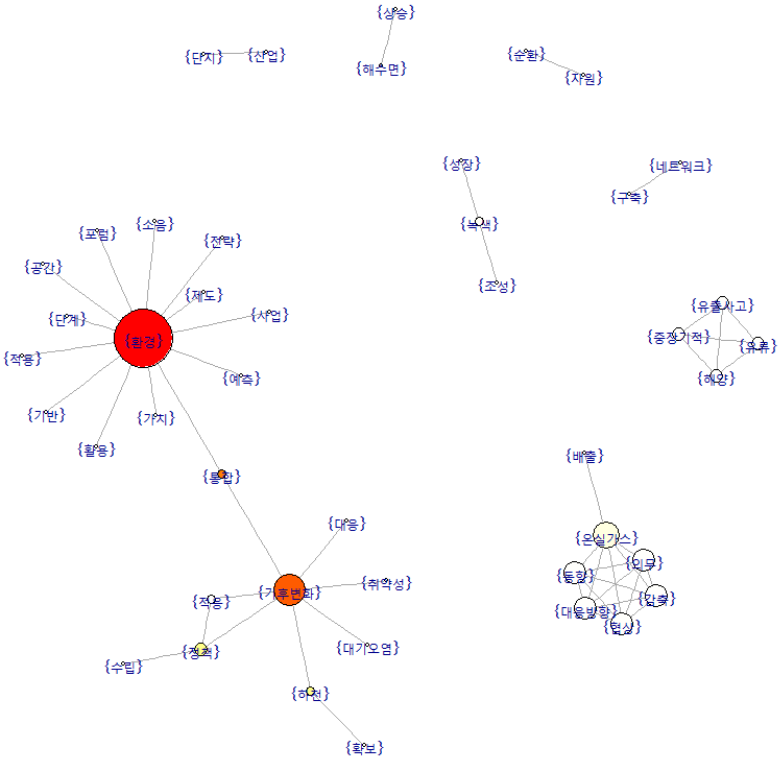 {상승}
{단지}
{산업}
{순환}
{해수면}
{자원}
{성장}
{네트워크}
{구축}
{녹색}
{조성}
{소음}
{포럼}
{전략}
{공간}
{제도}
{단계}
{사업}
{환경}
{적용}
{예측}
{기반}
{가치}
{활용}
{유출사고}
{중장기적}
{유류}
{해양}
{통합}
{배출}
{대응}
{온실가스}
{의무}
{동향}
{감축}
{대응방향}
{협상}
{취약성}
{기후변화}
{적응}
{정책}
{대기오염}
{수립}
{하천}
{확보}